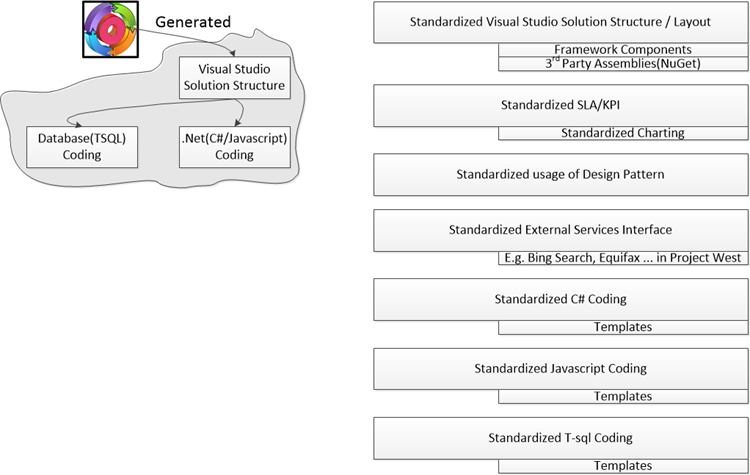 Generated
Visual Studio
Solution Structure
Database(TSQL)
Coding
.Net(C#/Javascript)
Coding
Standardized Visual Studio Solution Structure / Layout
Framework Components
3rd Party Assemblies(NuGet)
Standardized SLA/KPI
Standardized Charting
Standardized usage of Design Pattern
Standardized External Services Interface
E.g. Bing Search, Equifax ... in Project West
Standardized C# Coding
Templates
Standardized Javascript Coding
Templates
Standardized T-sql Coding
Templates